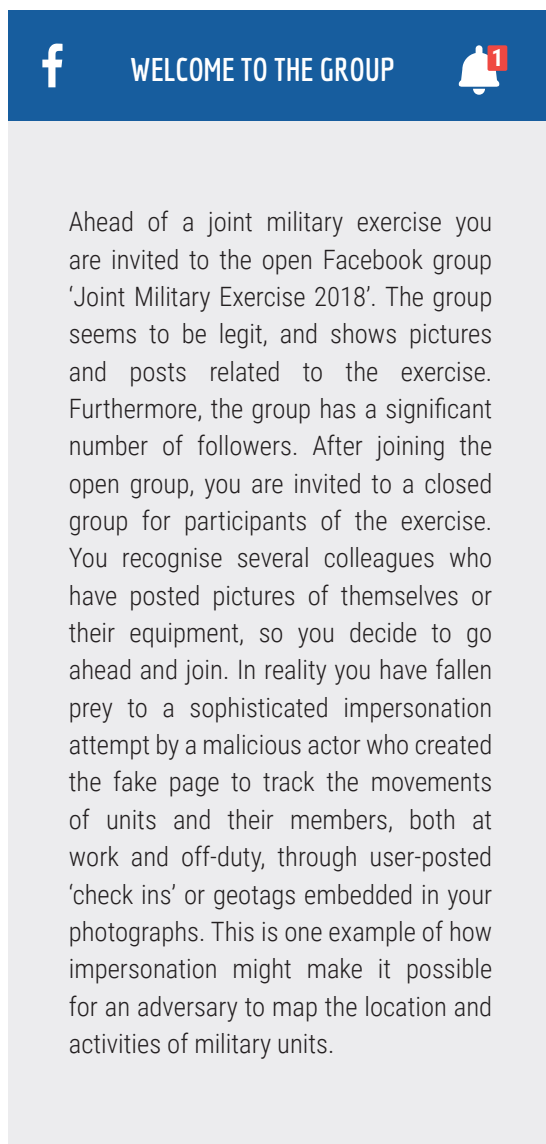 f
WELCOME TO THE GROUP
1
Ahead of a joint military exercise you
are invited to the open Facebook group
‘Joint Military Exercise 2018’. The group
seems to be legit, and shows pictures
and posts related to the exercise.
Furthermore, the group has a significant
number of followers. After joining the
open group, you are invited to a closed
group for participants of the exercise.
You recognise several colleagues who
have posted pictures of themselves or
their equipment, so you decide to go
ahead and join. In reality you have fallen
prey to a sophisticated impersonation
attempt by a malicious actor who created
the fake page to track the movements
of units and their members, both at
work and off-duty, through user-posted
‘check ins’ or geotags embedded in your
photographs. This is one example of how
impersonation might make it possible
for an adversary to map the location and
activities of military units.